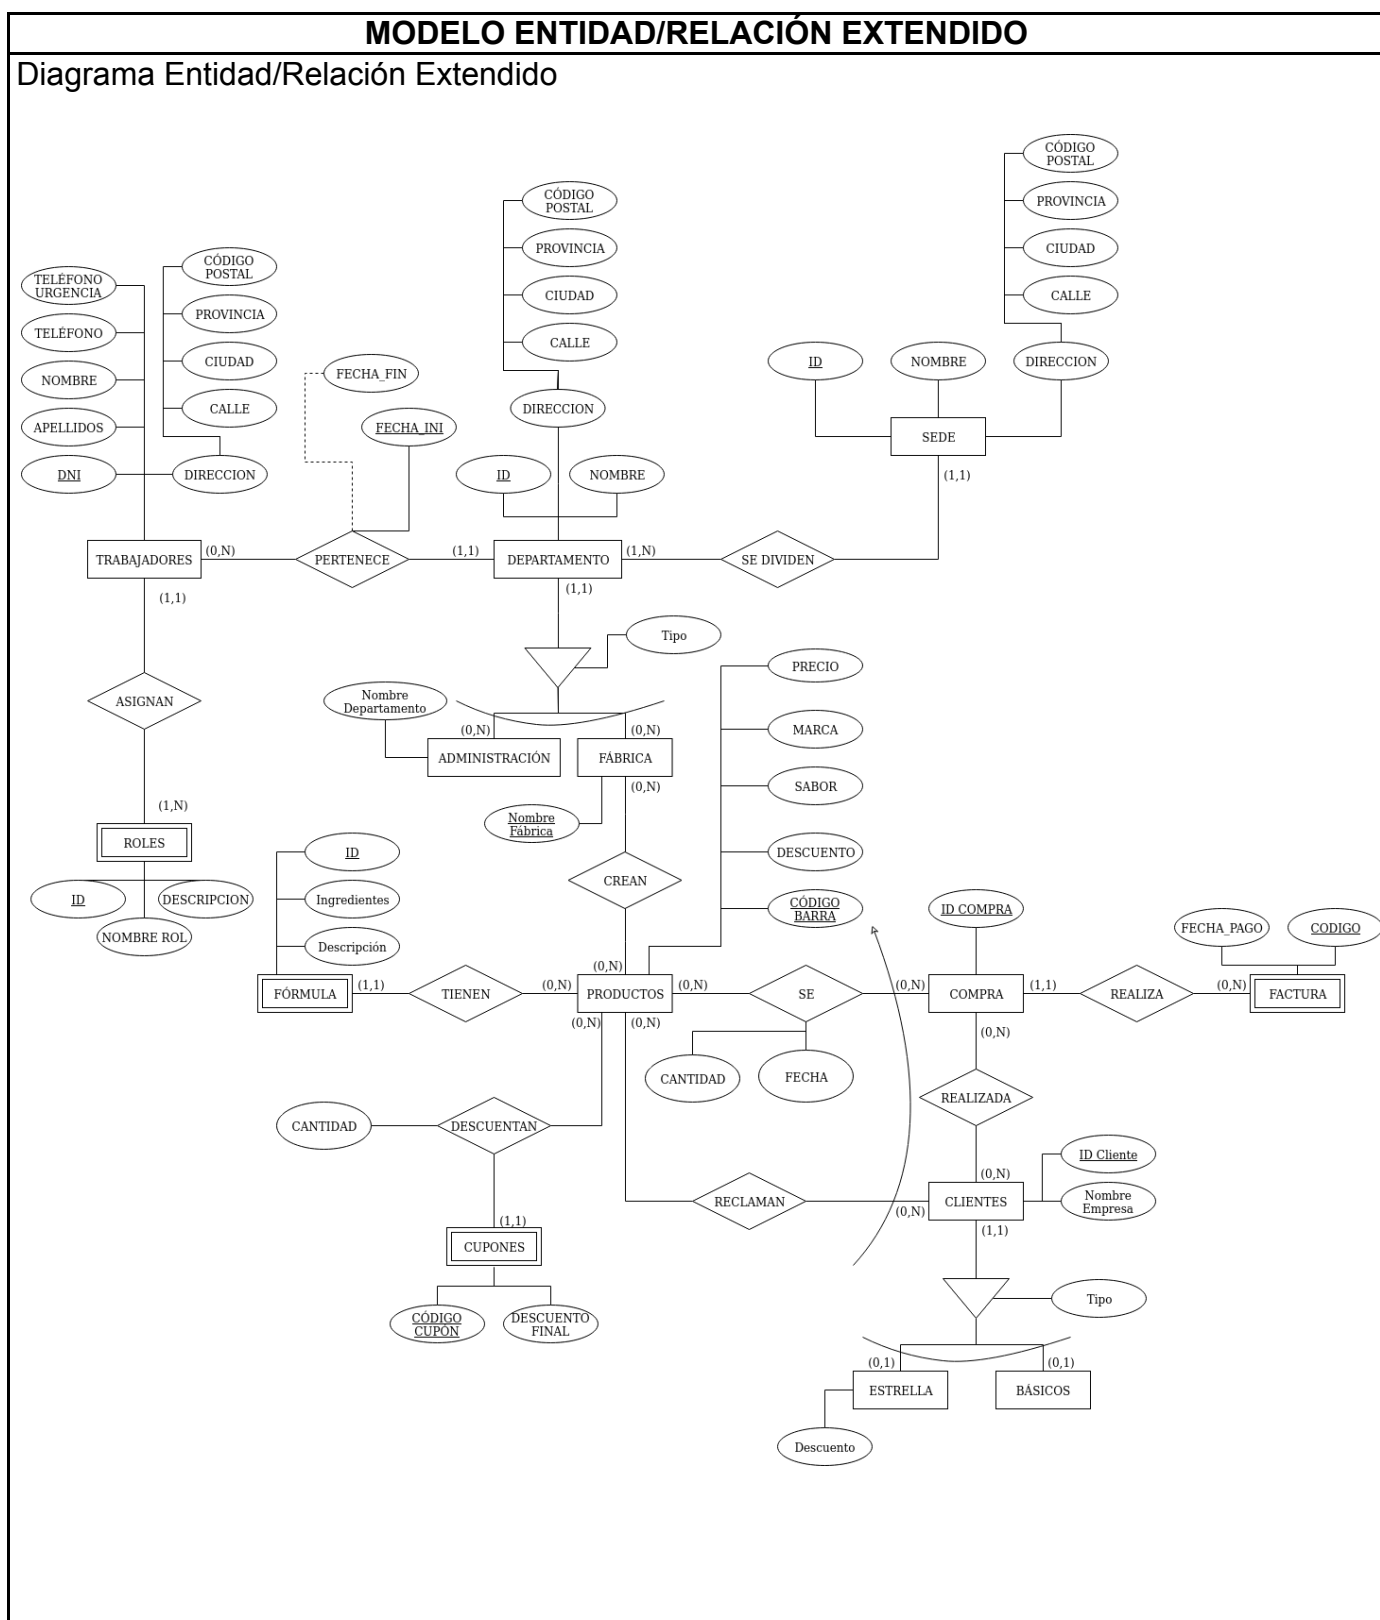 MODELO ENTIDAD/RELACIÓN EXTENDIDO
Diagrama Entidad/Relación Extendido
CÓDIGO
POSTAL
PROVINCIA
CIUDAD
CALLE
DIRECCION
ID
NOMBRE
SEDE
(1,1)
CÓDIGO
POSTAL
PROVINCIA
CIUDAD
CALLE
DIRECCION
ID
NOMBRE
TELÉFONO
URGENCIA
TELÉFONO
NOMBRE
APELLIDOS
DNI
CÓDIGO
POSTAL
PROVINCIA
CIUDAD
CALLE
DIRECCION
FECHA_FIN
FECHA_INI
TRABAJADORES
(0,N)
PERTENECE
(1,1)
DEPARTAMENTO
(1,N)
SE DIVIDEN
(1,1)
(1,1)
Tipo
ASIGNAN
(1,N)
ROLES
ID
DESCRIPCION
NOMBRE ROL
Nombre
Departamento
(0,N)
(0,N)
ADMINISTRACIÓN
FÁBRICA
(0,N)
Nombre
Fábrica
CREAN
PRECIO
MARCA
SABOR
DESCUENTO
CÓDIGO
BARRA
ID
Ingredientes
Descripción
FÓRMULA
(1,1)
TIENEN
(0,N)
(0,N)
PRODUCTOS
(0,N)
SE
(0,N)
COMPRA
(1,1)
REALIZA
(0,N)
FACTURA
ID COMPRA
FECHA_PAGO
CODIGO
(0,N)
(0,N)
(0,N)
CANTIDAD
FECHA
REALIZADA
CANTIDAD
DESCUENTAN
(1,1)
CUPONES
CÓDIGO
CUPÓN
DESCUENTO
FINAL
RECLAMAN
(0,N)
(0,N)
CLIENTES
ID Cliente
Nombre
Empresa
(1,1)
Tipo
(0,1)
(0,1)
ESTRELLA
BÁSICOS
Descuento